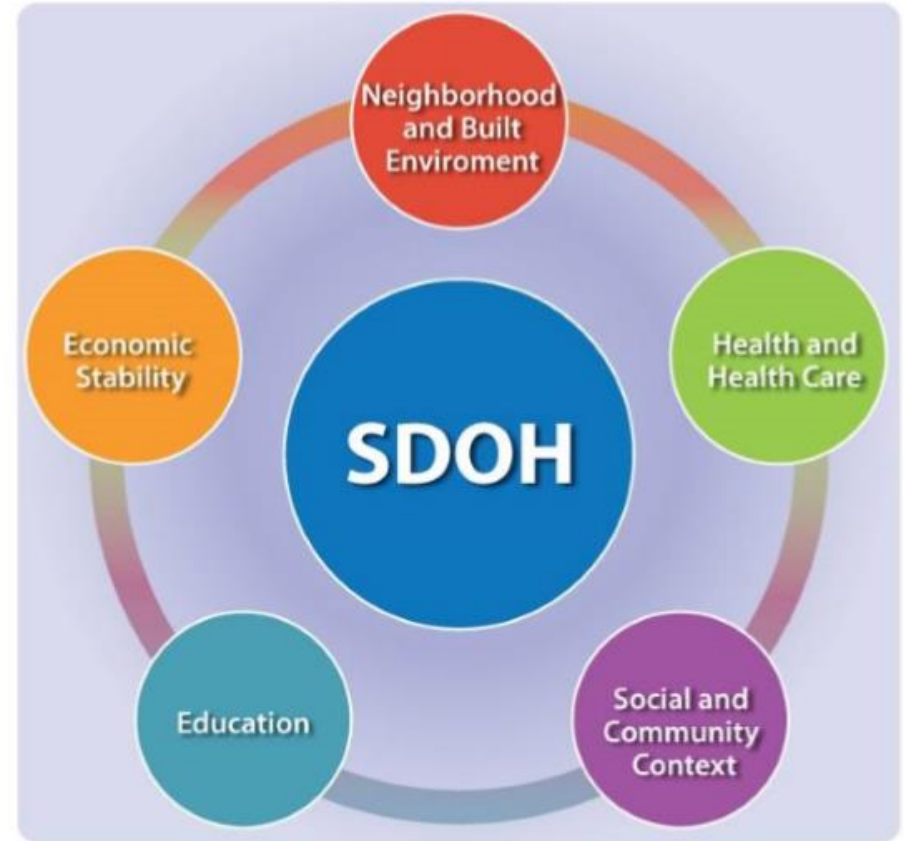 Neighborhood
and Built
Enviroment
Economic
Stability
Health and
Health Care
SDOH
Education
Social and
Community
Context